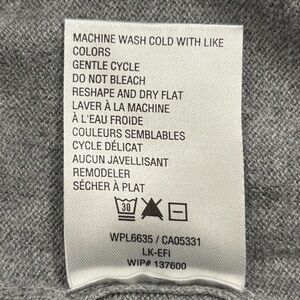 MACHINE WASH COLD WITH LIKE
COLORS
GENTLE CYCLE
DO NOT BLEACH
RESHAPE AND DRY FLAT
LAVER À LA MACHINE
À L'EAU FROIDE
COULEURS SEMBLABLES
CYCLE DÉLICAT
AUCUN JAVELLISANT
REMODELER
SÉCHER À PLAT
30
WPL6635 / CA05331
LK-EFI
WIP# 137600